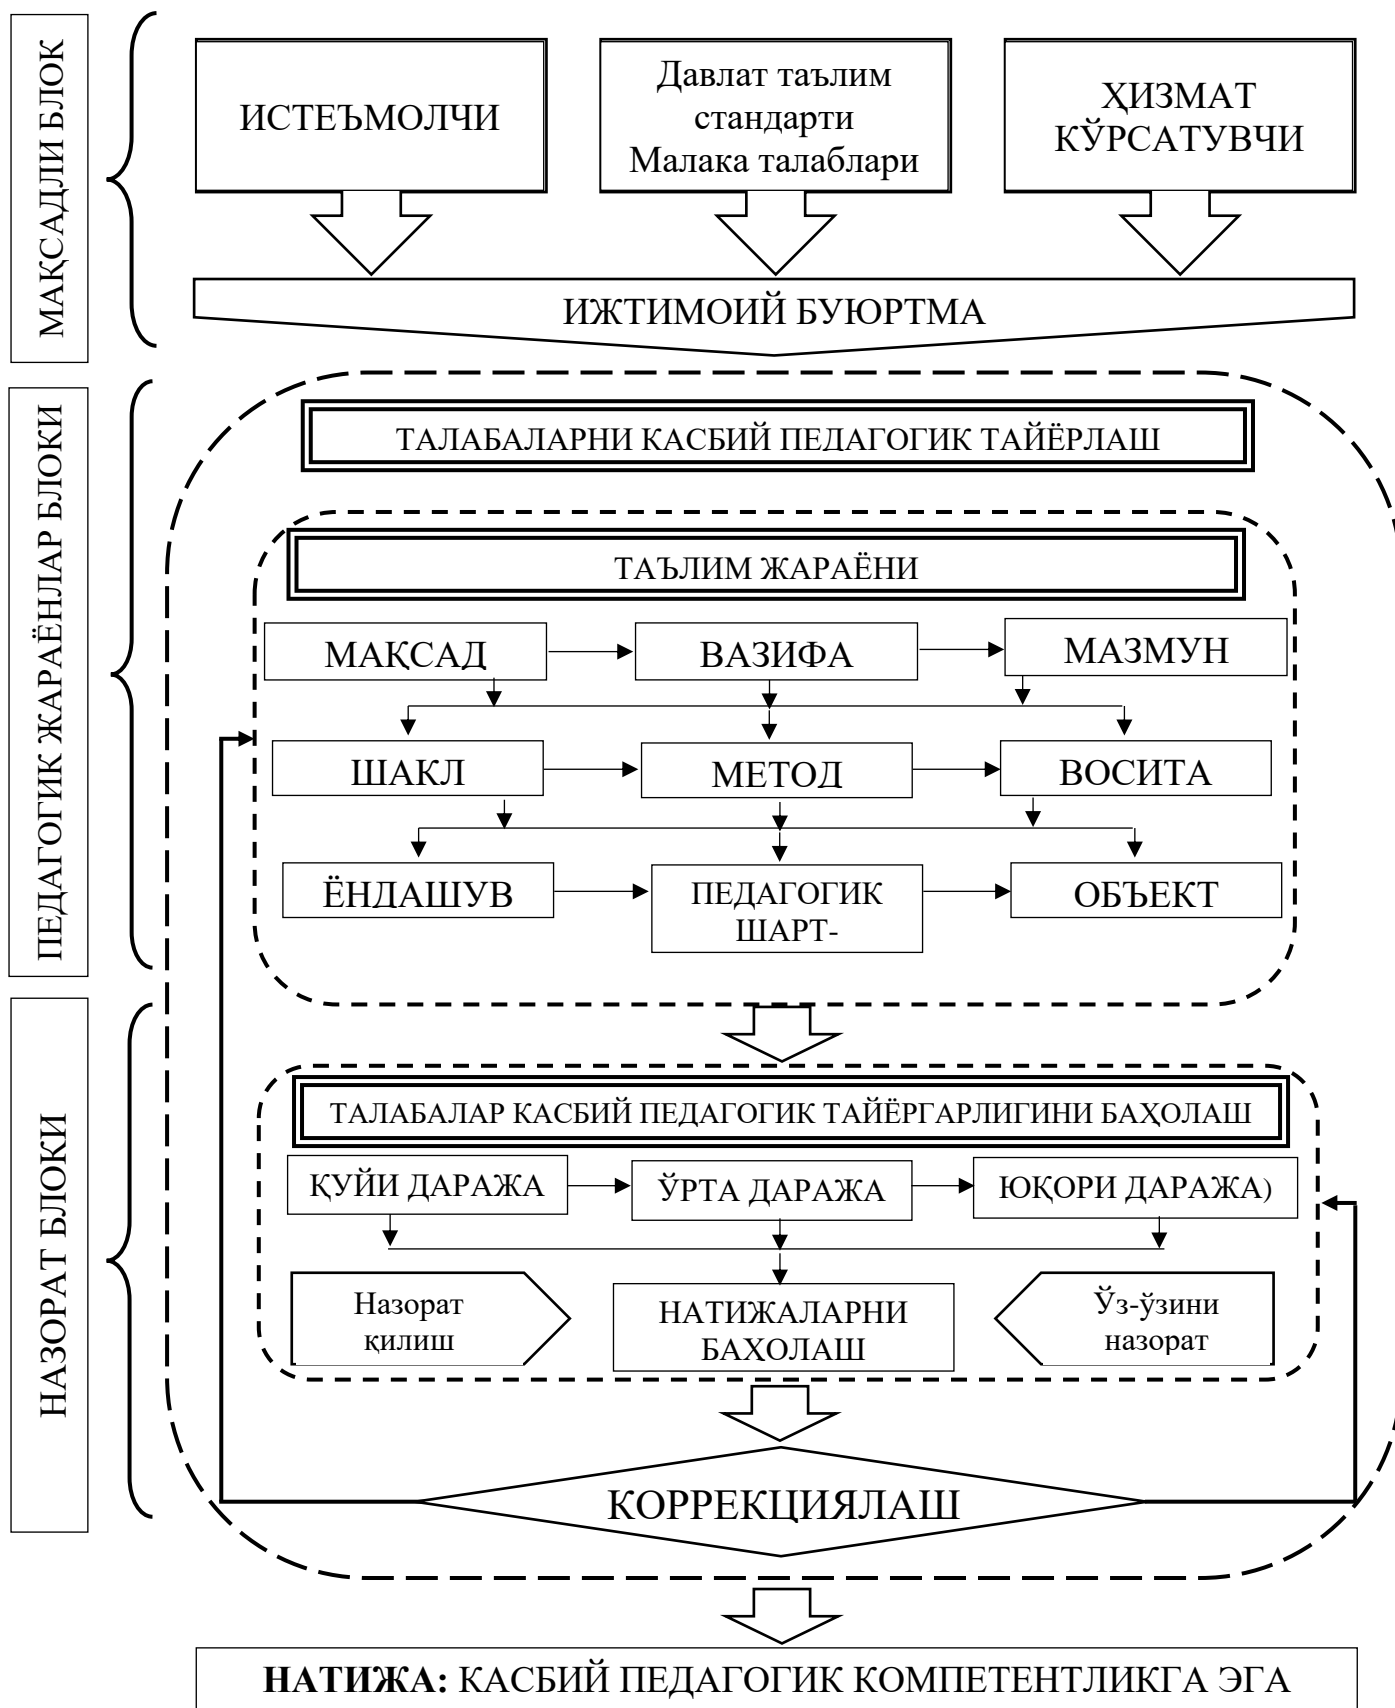 МАҚСАДЛИ БЛОК
ИСТЕЪМОЛЧИ
Давлат таълим
стандарти
Малака талаблари
ҲИЗМАТ
КЎРСАТУВЧИ
ИЖТИМОИЙ БУЮРТМА
ПЕДАГОГИК ЖАРАЁНЛАР БЛОКИ
ТАЛАБАЛАРНИ КАСБИЙ ПЕДАГОГИК ТАЙЁРЛАШ
ТАЪЛИМ ЖАРАЁНИ
МАҚСАД
ВАЗИФА
МАЗМУН
ШАКЛ
МЕТОД
ВОСИТА
ЁНДАШУВ
ПЕДАГОГИК
ШАРТ-
ОБЪЕКТ
НАЗОРАТ БЛОКИ
ТАЛАБАЛАР КАСБИЙ ПЕДАГОГИК ТАЙЁРГАРЛИГИНИ БАҲОЛАШ
ҚУЙИ ДАРАЖА
ЎРТА ДАРАЖА
ЮҚОРИ ДАРАЖА)
Назорат
қилиш
НАТИЖАЛАРНИ
БАҲОЛАШ
Ўз-ўзини
назорат
КОРРЕКЦИЯЛАШ
НАТИЖА: КАСБИЙ ПЕДАГОГИК КОМПЕТЕНТЛИКГА ЭГА